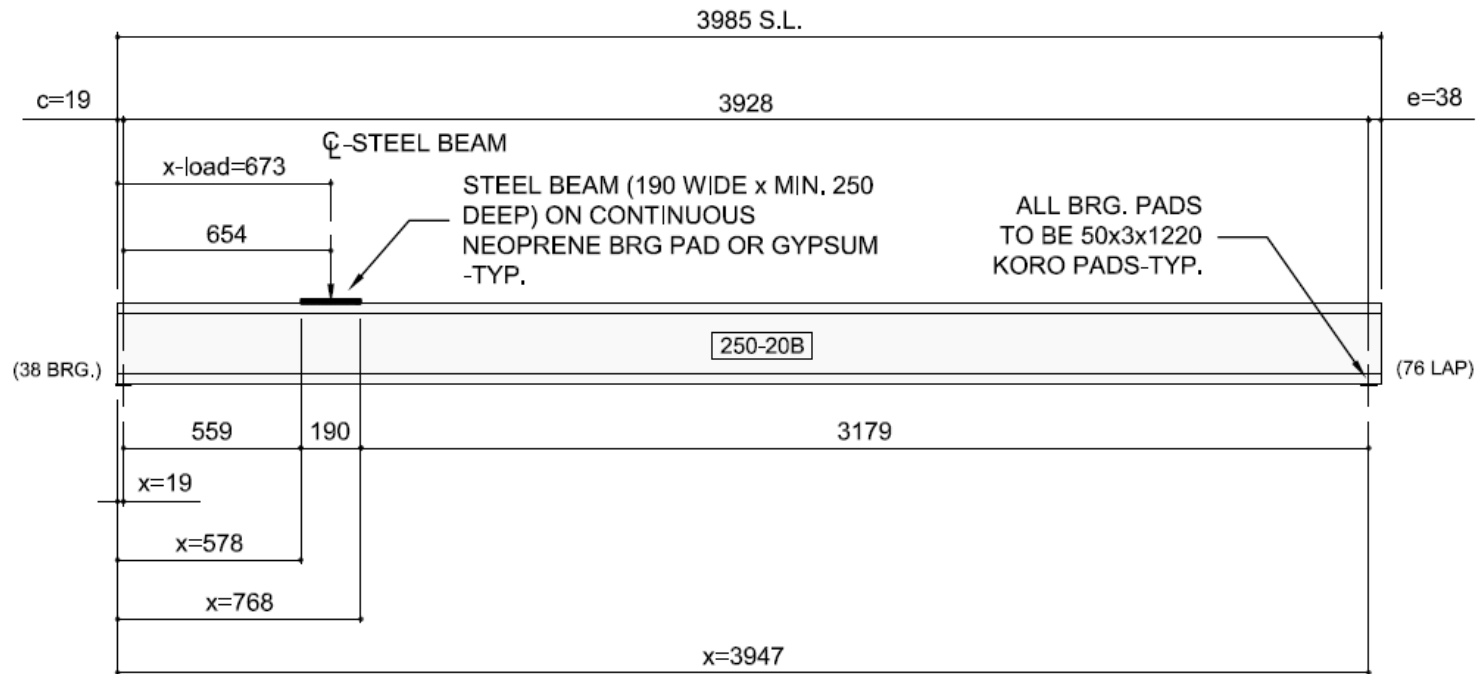 3985 S.L.
c=19
3928
e=38
℄-STEEL BEAM
x-load=673
STEEL BEAM (190 WIDE x MIN. 250
DEEP) ON CONTINUOUS
NEOPRENE BRG PAD OR GYPSUM
-TYP.
ALL BRG. PADS
TO BE 50x3x1220
KORO PADS-TYP.
654
250-20B
(38 BRG.)
(76 LAP)
559
190
3179
x=19
x=578
x=768
x=3947